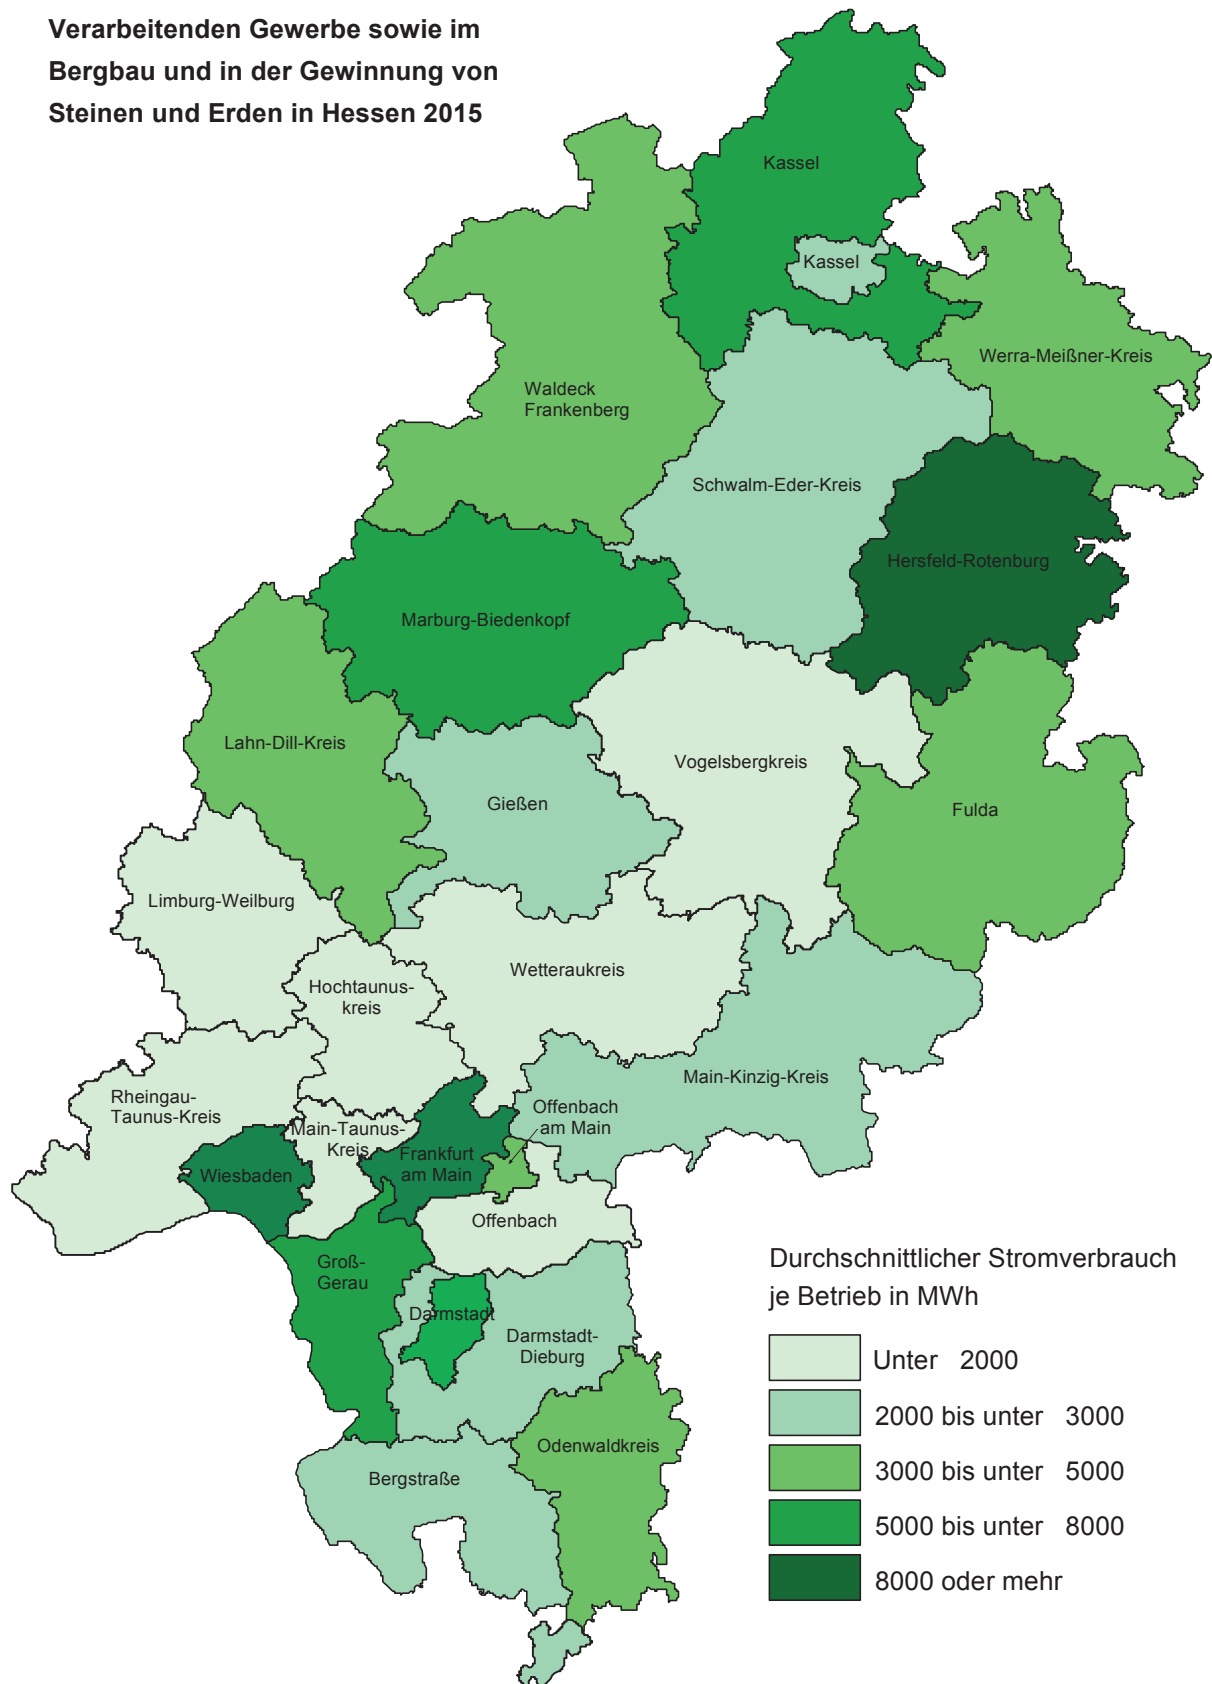 Verarbeitenden Gewerbe sowie im
Bergbau und in der Gewinnung von
Steinen und Erden in Hessen 2015
Kassel
Kassel
Werra-Meißner-Kreis
Waldeck
Frankenberg
Schwalm-Eder-Kreis
Hersfeld-Rotenburg
Marburg-Biedenkopf
Lahn-Dill-Kreis
Vogelsbergkreis
Gießen
Fulda
Limburg-Weilburg
Wetteraukreis
Hochtaunus-
kreis
Main-Kinzig-Kreis
Rheingau-
Taunus-Kreis
Offenbach
am Main
Main-Taunus-
Kreis
Frankfurt
am Main
Wiesbaden
Offenbach
Groß-
Gerau
Darmstadt
Darmstadt-
Dieburg
Odenwaldkreis
Bergstraße
Durchschnittlicher Stromverbrauch
je Betrieb in MWh
Unter 2000
2000 bis unter 3000
3000 bis unter 5000
5000 bis unter 8000
8000 oder mehr